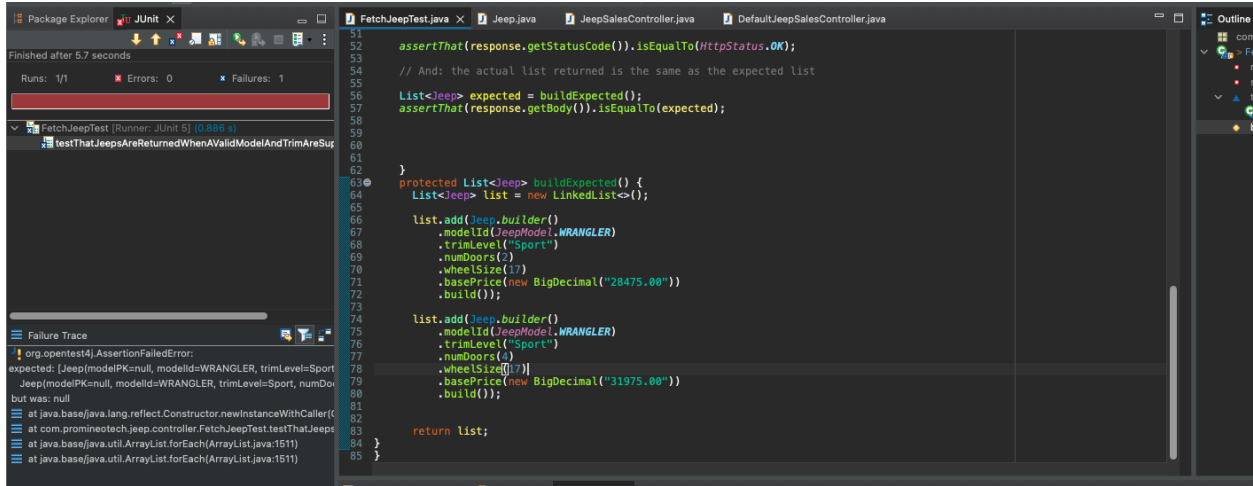 Package Explorer JUnit
Finished after 5.7 seconds
Runs: 1/1 Errors: 0 Failures: 1
FetchJeepTest [Runner: JUnit 5] (0.886 s)
testThatJeepsAreReturnedWhenAValidModelAndTrimAreSup
Failure Trace
org.opentest4j.AssertionFailedError:
expected: [Jeep(modelPK=null, modelId=WRANGLER, trimLevel=Sport
Jeep(modelPK=null, modelId=WRANGLER, trimLevel=Sport, numDoo
but was: null
at java.base/java.lang.reflect.Constructor.newInstanceWithCaller(
at com.promineotech.jeep.controller.FetchJeepTest.testThatJeeps
at java.base/java.util.ArrayList.forEach(ArrayList.java:1511)
at java.base/java.util.ArrayList.forEach(ArrayList.java:1511)
FetchJeepTest.java Jeep.java JeepSalesController.java DefaultJeepSalesController.java
51
52 assertThat(response.getStatusCode()).isEqualTo(HttpStatus.OK);
53
54 // And: the actual list returned is the same as the expected list
55
56 List<Jeep> expected = buildExpected();
57 assertThat(response.getBody()).isEqualTo(expected);
58
59
60
61
62 }
63 protected List<Jeep> buildExpected() {
64 List<Jeep> list = new LinkedList<>();
65
66 list.add(Jeep.builder()
67 .modelId(JeepModel.WRANGLER)
68 .trimLevel("Sport")
69 .numDoors(2)
70 .wheelSize(17)
71 .basePrice(new BigDecimal("28475.00"))
72 .build());
73
74 list.add(Jeep.builder()
75 .modelId(JeepModel.WRANGLER)
76 .trimLevel("Sport")
77 .numDoors(4)
78 .wheelSize(17)
79 .basePrice(new BigDecimal("31975.00"))
80 .build());
81
82
83 return list;
84 }
85 }
Outline
com
> Fe